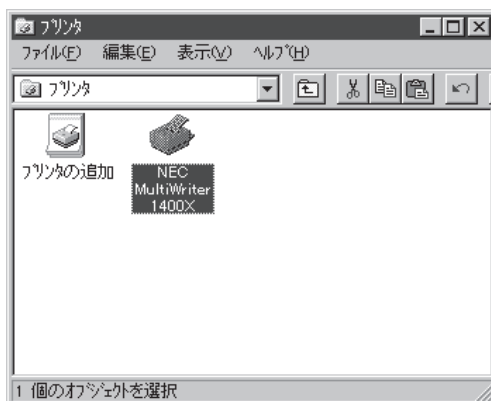 プリンタ
ファイル(F) 編集(E) 表示(V) ヘルプ(H)
プリンタ
プリンタの追加
NEC
MultiWriter
1400X
1 個のオブジェクトを選択